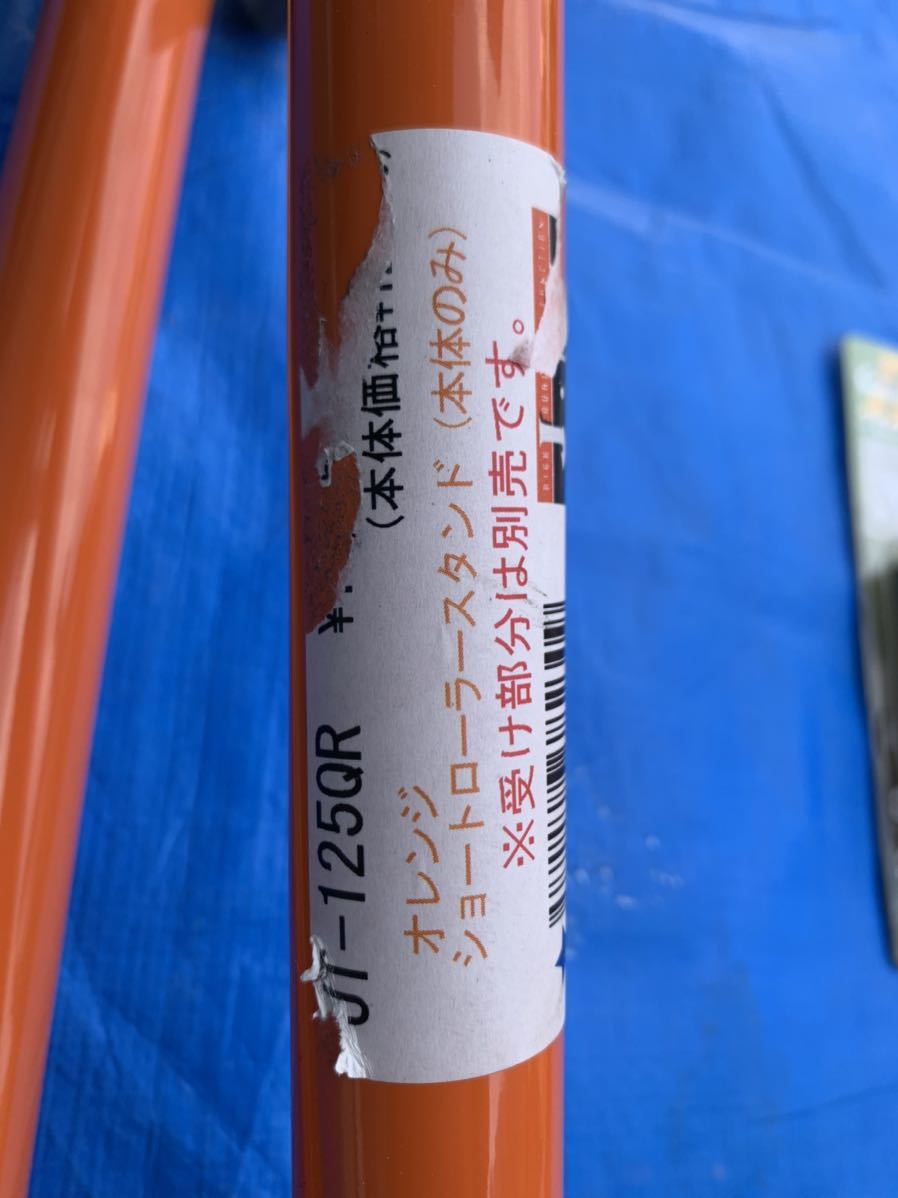 JT-125QR
(本体価格+
オレンジ
ショートローラースタンド(本体のみ)
※受け部分は別売です。